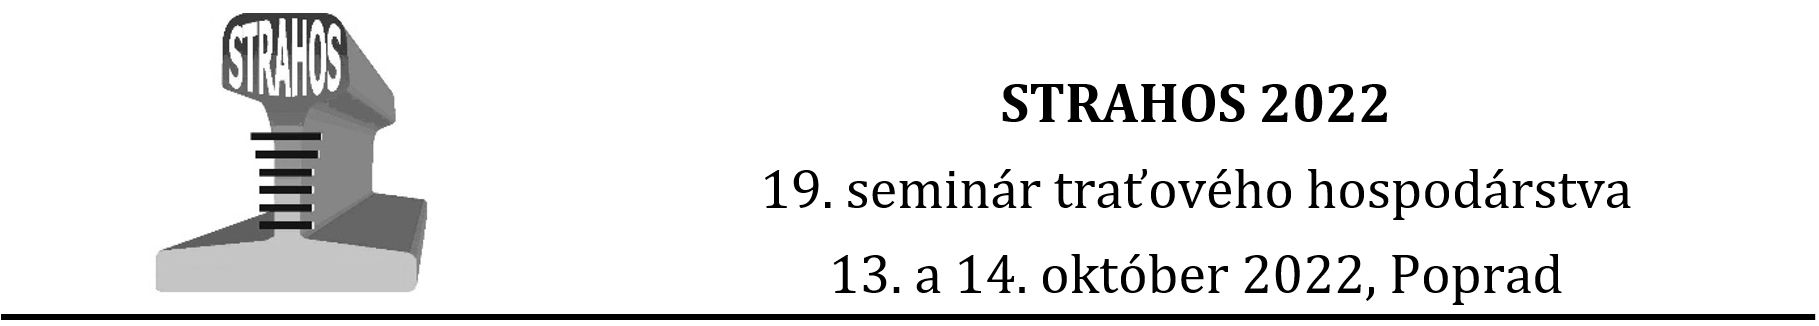 STRAHOS
STRAHOS 2022
19. seminár traťového hospodárstva
13. a 14. október 2022, Poprad